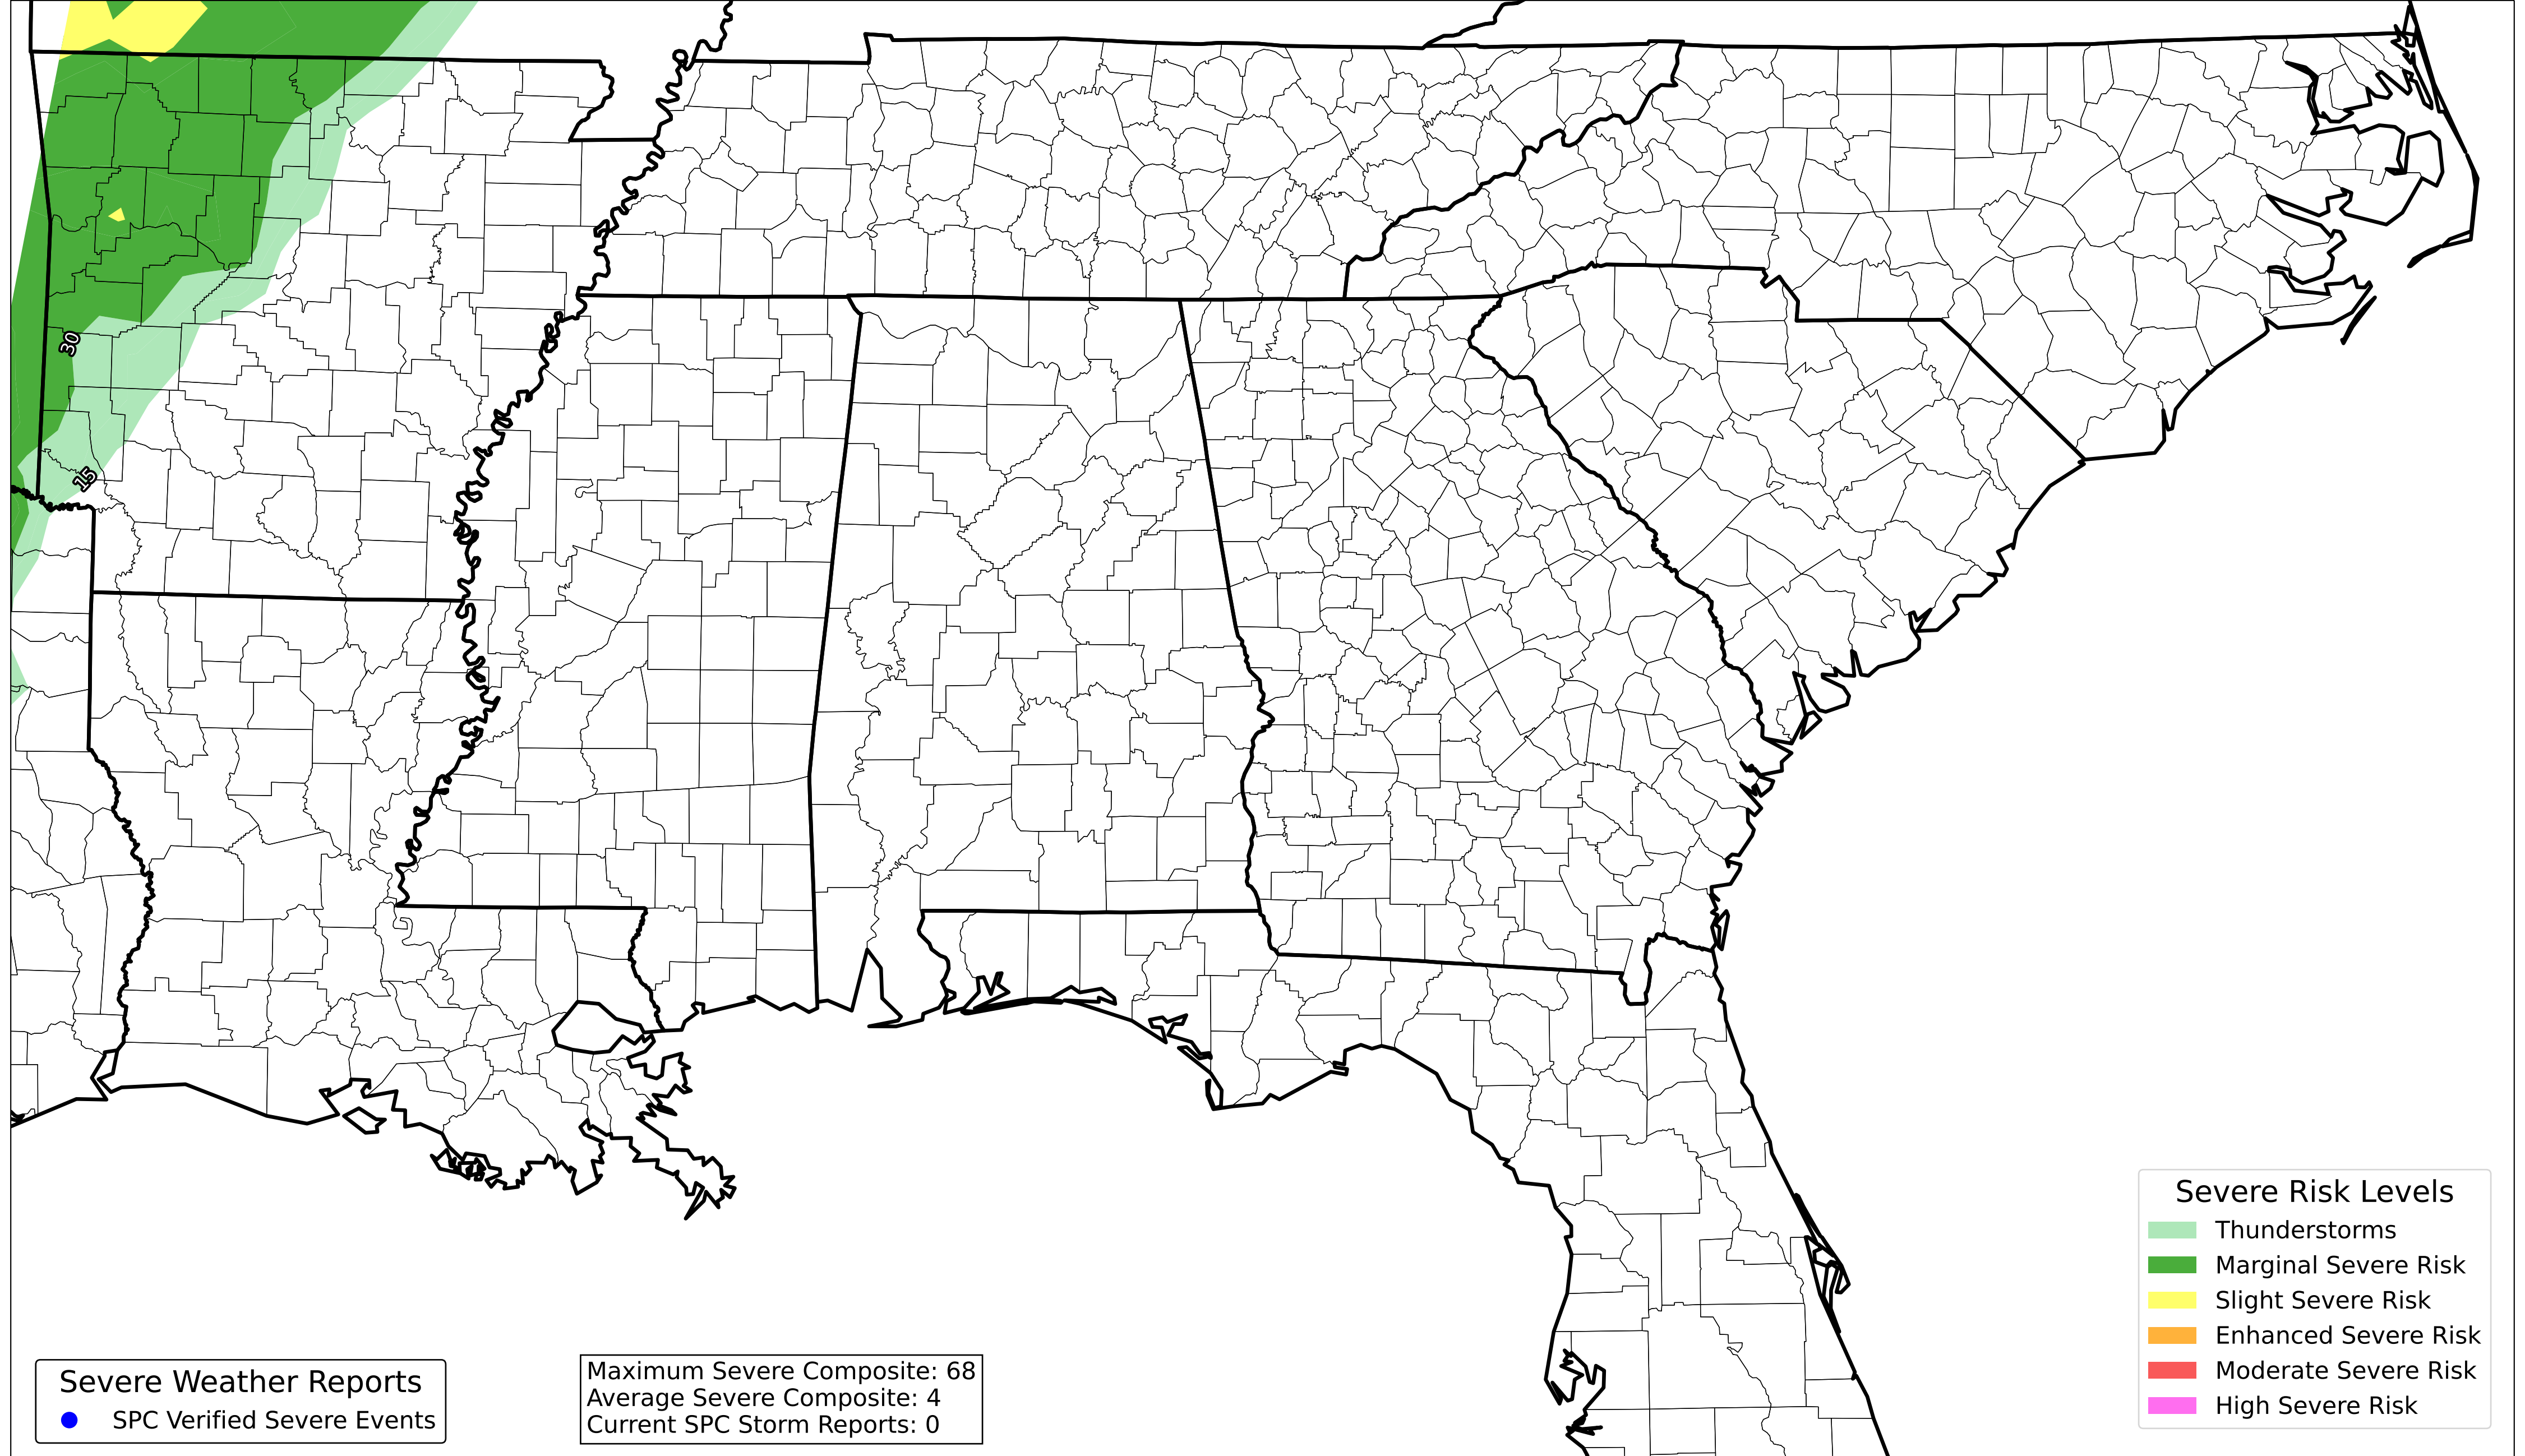 30
15
Severe Risk Levels
Thunderstorms
Marginal Severe Risk
Slight Severe Risk
Enhanced Severe Risk
Moderate Severe Risk
High Severe Risk
Severe Weather Reports
SPC Verified Severe Events
Maximum Severe Composite: 68
Average Severe Composite: 4
Current SPC Storm Reports: 0